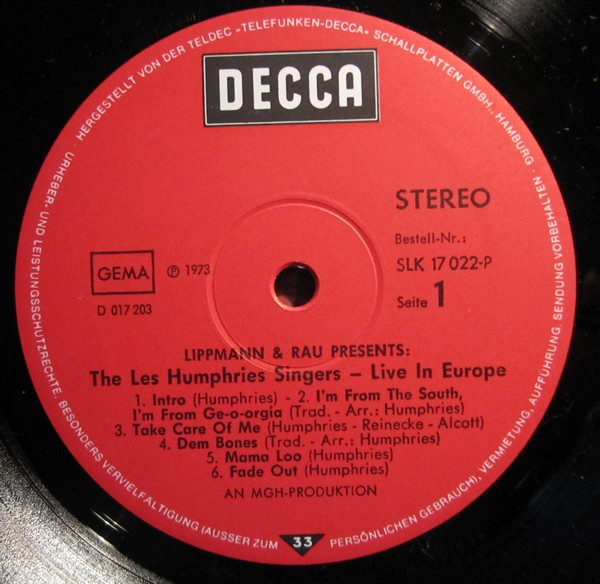 · HERGESTELLT VON DER TELDEC »TELEFUNKEN-DECCA« SCHALLPLATTEN GMBH., HAMBURG · URHEBER- UND LEISTUNGSSCHUTZRECHTE, BESONDERS VERVIELFÄLTIGUNG (AUSSER ZUM PERSÖNLICHEN GEBRAUCH), VERMIETUNG, AUFFÜHRUNG, SENDUNG VORBEHALTEN ·
DECCA
STEREO
Bestell-Nr.:
SLK 17 022-P
Seite 1
GEMA
℗ 1973
D 017 203
LIPPMANN & RAU PRESENTS:
The Les Humphries Singers – Live In Europe
1. Intro (Humphries) - 2. I'm From The South,
I'm From Ge-o-orgia (Trad. - Arr.: Humphries)
3. Take Care Of Me (Humphries - Reinecke - Alcott)
4. Dem Bones (Trad. - Arr.: Humphries)
5. Mama Loo (Humphries)
6. Fade Out (Humphries)
AN MGH-PRODUKTION
33